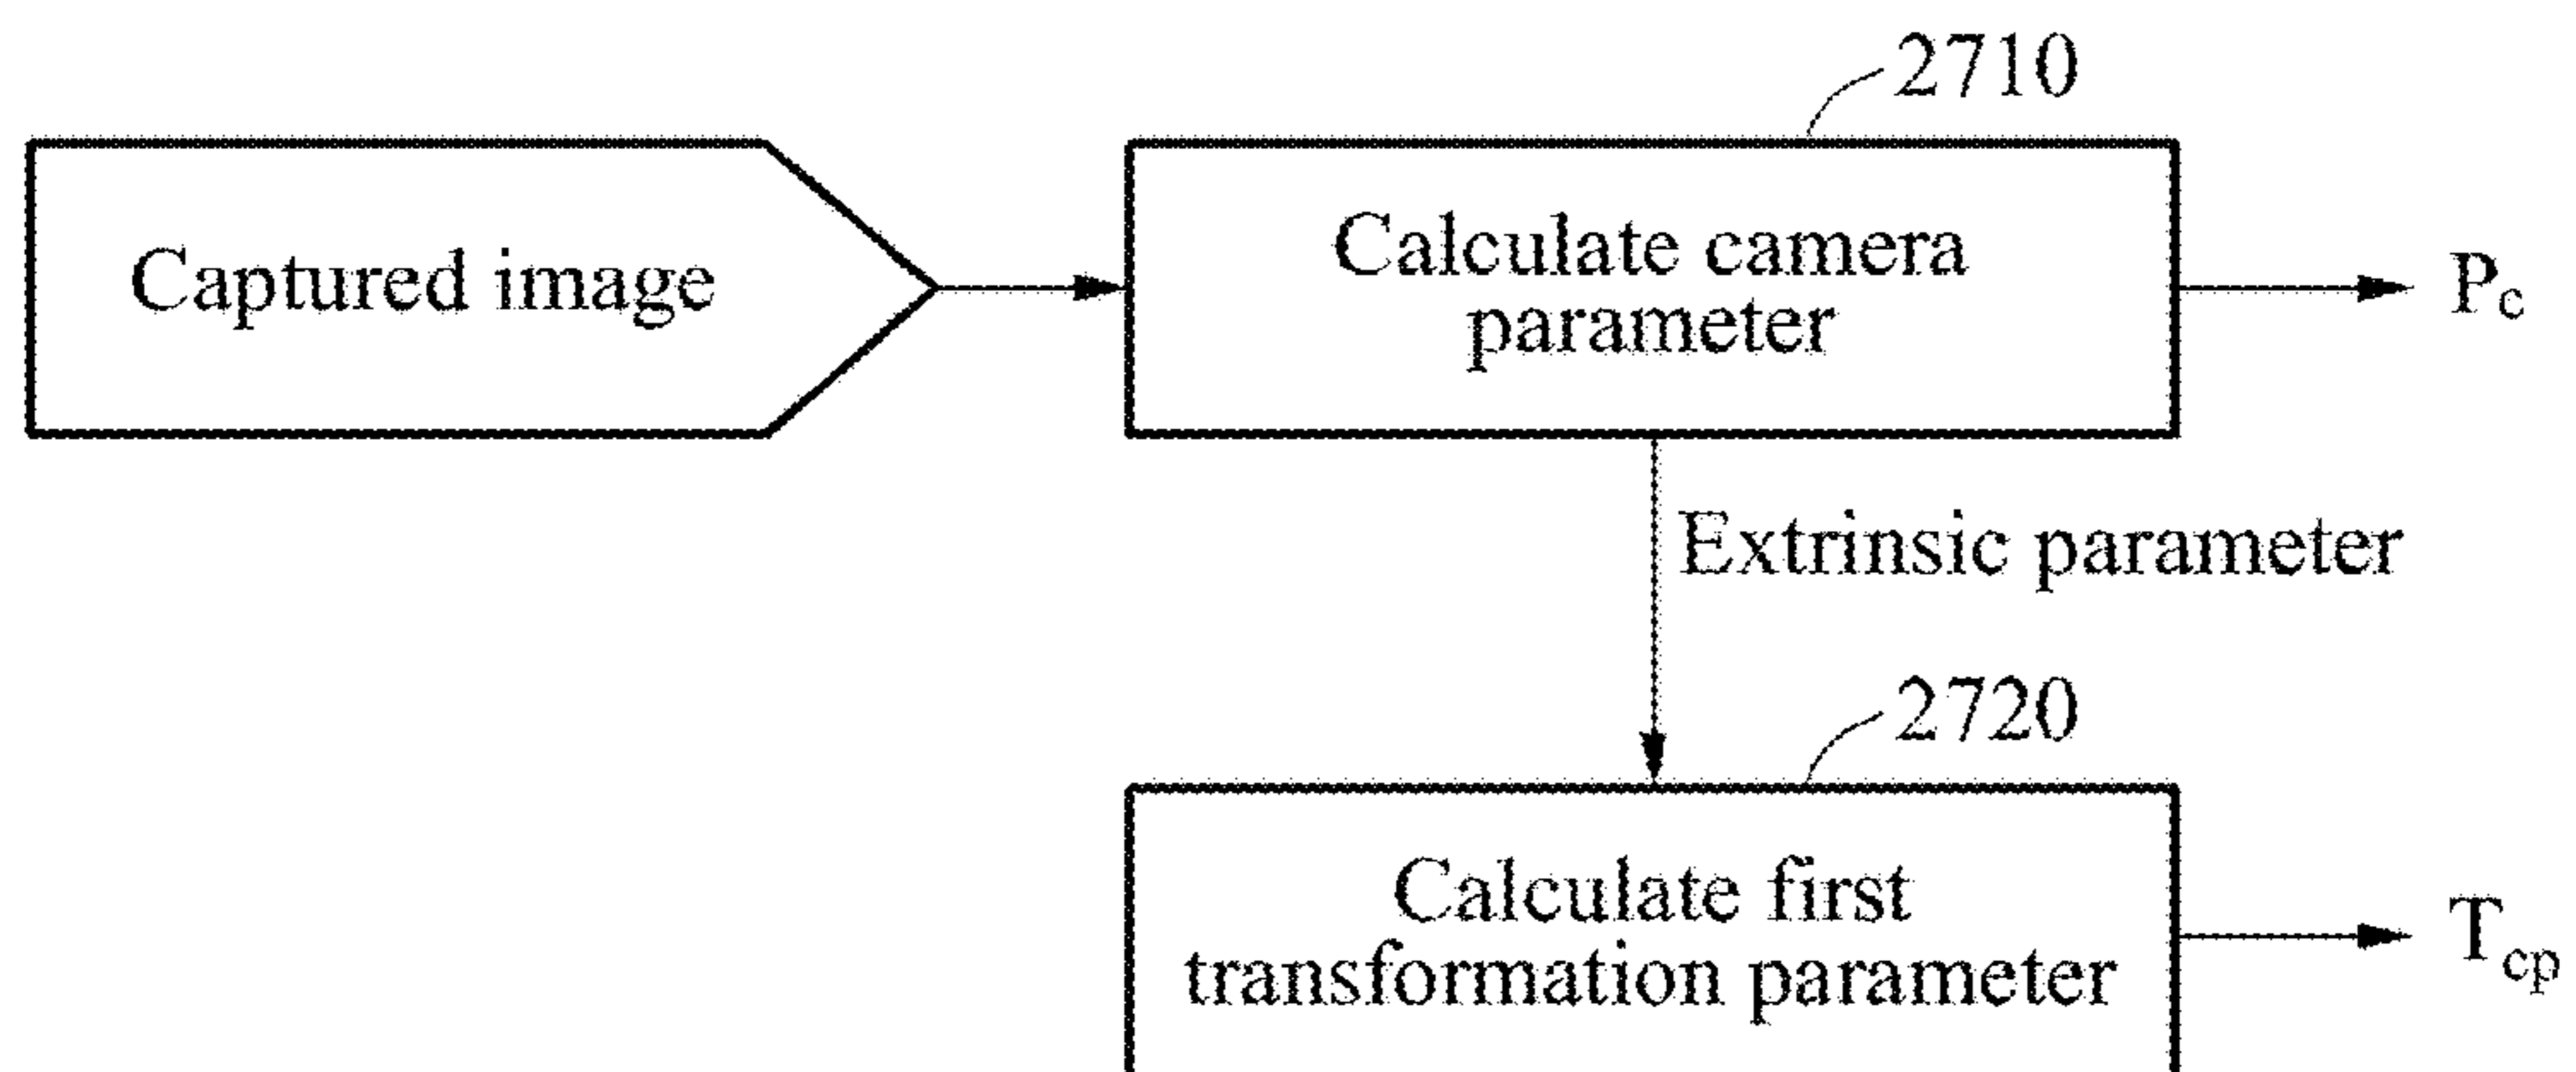 2710
Captured image
Calculate camera
parameter
Pc
Extrinsic parameter
2720
Calculate first
transformation parameter
Tcp